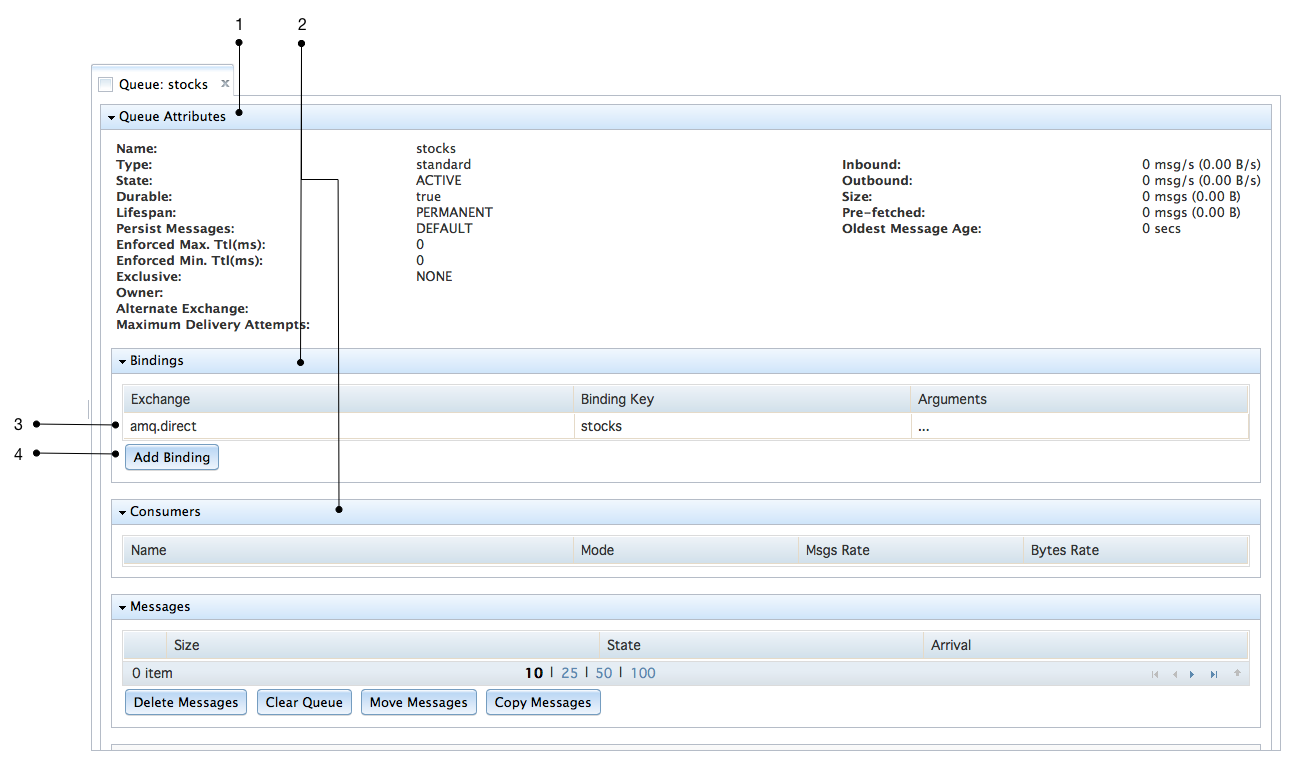 1 2
Queue: stocks x
Queue Attributes
Name: stocks
Type: standard Inbound: 0 msg/s (0.00 B/s)
State: ACTIVE Outbound: 0 msg/s (0.00 B/s)
Durable: true Size: 0 msgs (0.00 B)
Lifespan: PERMANENT Pre-fetched: 0 msgs (0.00 B)
Persist Messages: DEFAULT Oldest Message Age: 0 secs
Enforced Max. Ttl(ms): 0
Enforced Min. Ttl(ms): 0
Exclusive: NONE
Owner:
Alternate Exchange:
Maximum Delivery Attempts:
Bindings
Exchange Binding Key Arguments
3 amq.direct stocks ...
4 Add Binding
Consumers
Name Mode Msgs Rate Bytes Rate
Messages
Size State Arrival
0 item 10 | 25 | 50 | 100
Delete Messages Clear Queue Move Messages Copy Messages